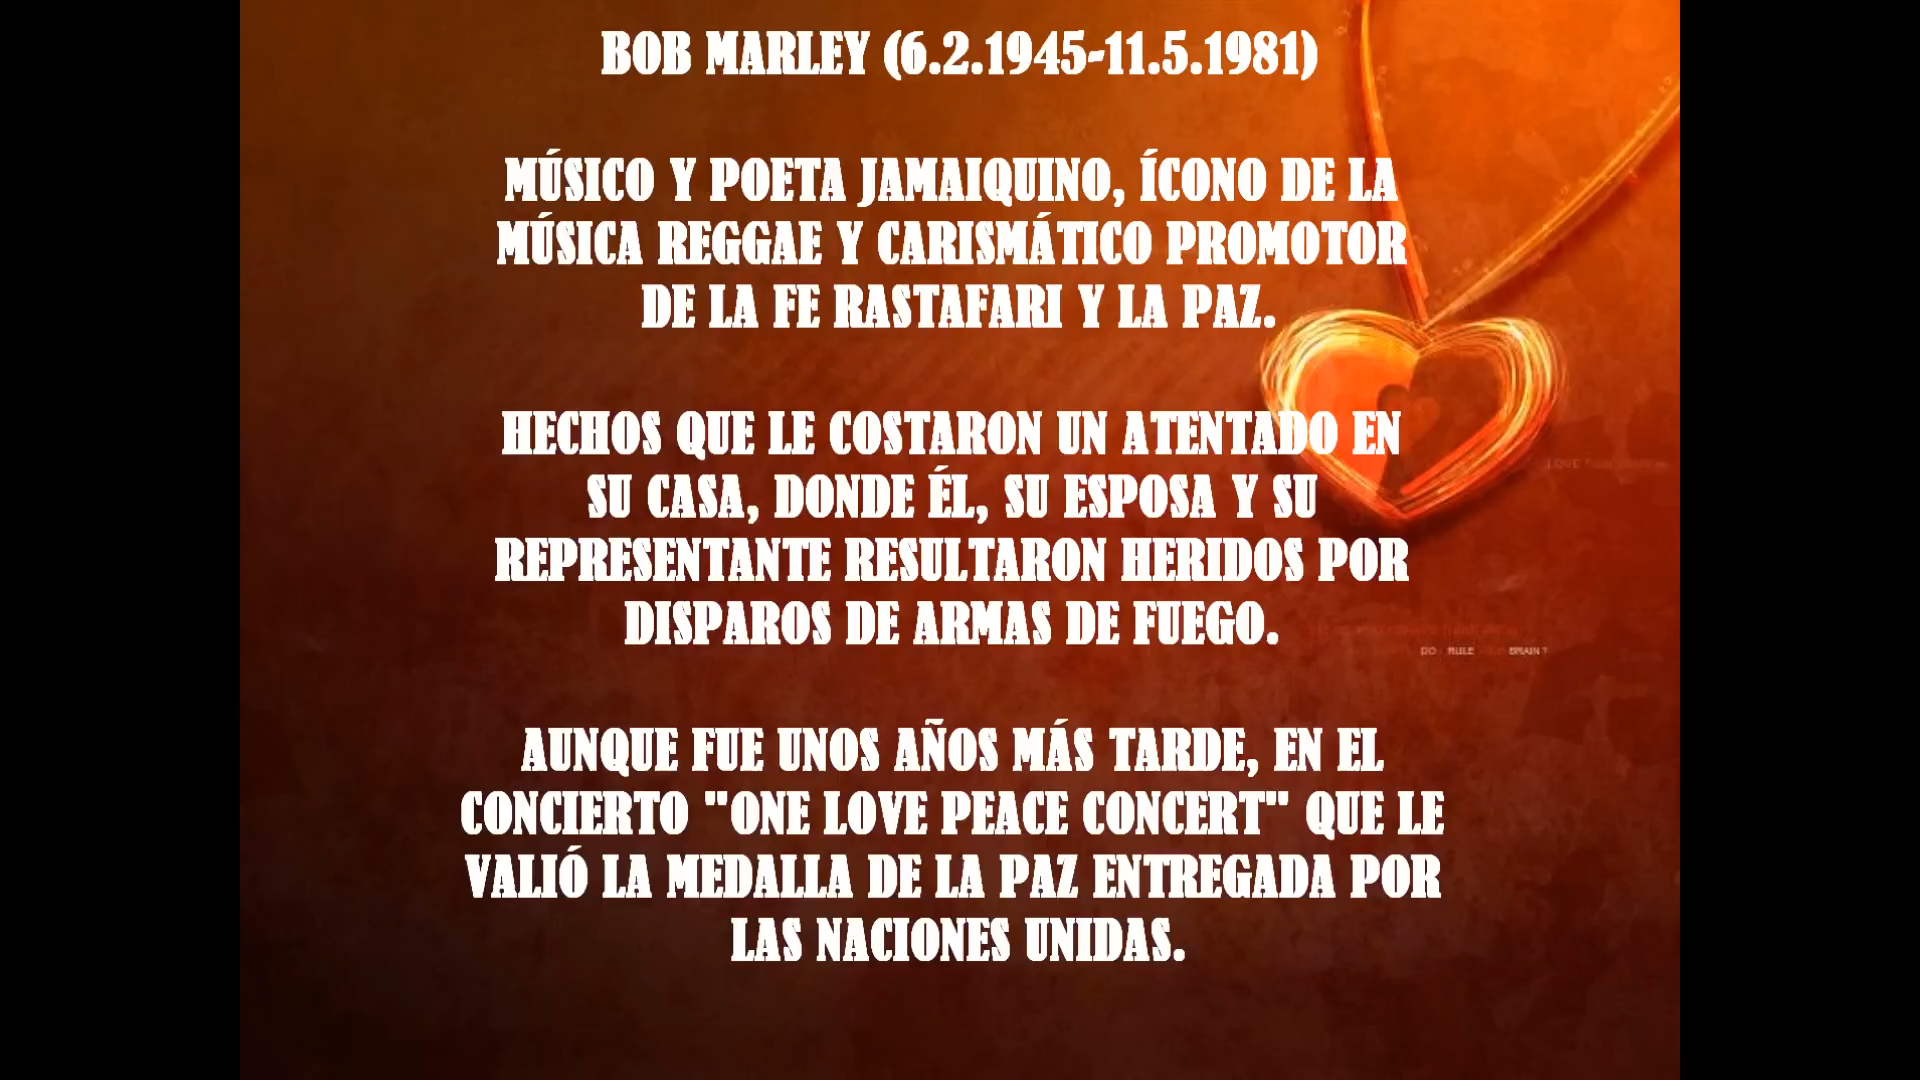 BOB MARLEY (6.2.1945-11.5.1981)
MÚSICO Y POETA JAMAIQUINO, ÍCONO DE LA
MÚSICA REGGAE Y CARISMÁTICO PROMOTOR
DE LA FE RASTAFARI Y LA PAZ.
HECHOS QUE LE COSTARON UN ATENTADO EN
SU CASA, DONDE ÉL, SU ESPOSA Y SU
REPRESENTANTE RESULTARON HERIDOS POR
DISPAROS DE ARMAS DE FUEGO.
AUNQUE FUE UNOS AÑOS MÁS TARDE, EN EL
CONCIERTO "ONE LOVE PEACE CONCERT" QUE LE
VALIÓ LA MEDALLA DE LA PAZ ENTREGADA POR
LAS NACIONES UNIDAS.
LOVE
DO RULE BRAIN?